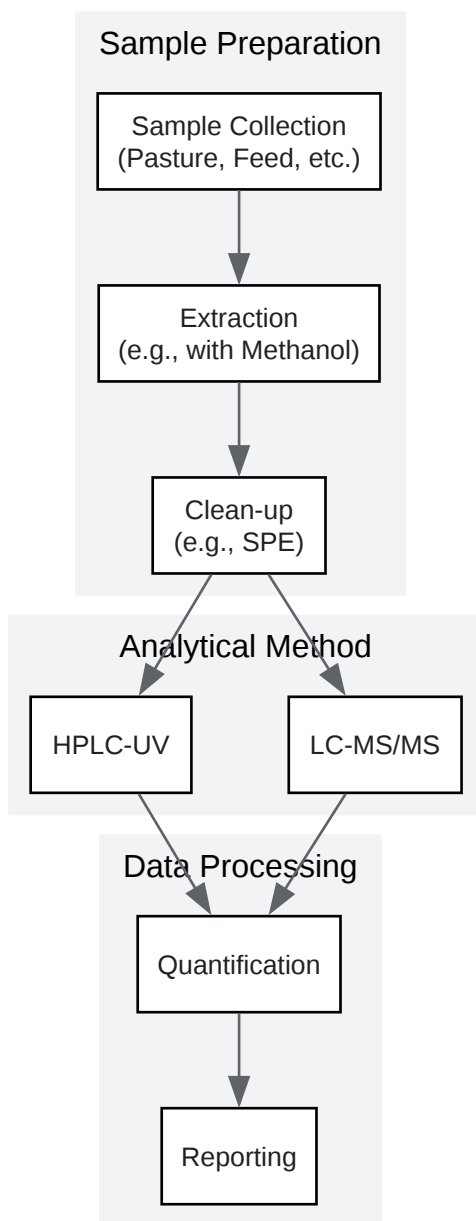 Sample Preparation
Sample Collection
(Pasture, Feed, etc.)
Extraction
(e.g., with Methanol)
Clean-up
(e.g., SPE)
Analytical Method
HPLC-UV
LC-MS/MS
Data Processing
Quantification
Reporting